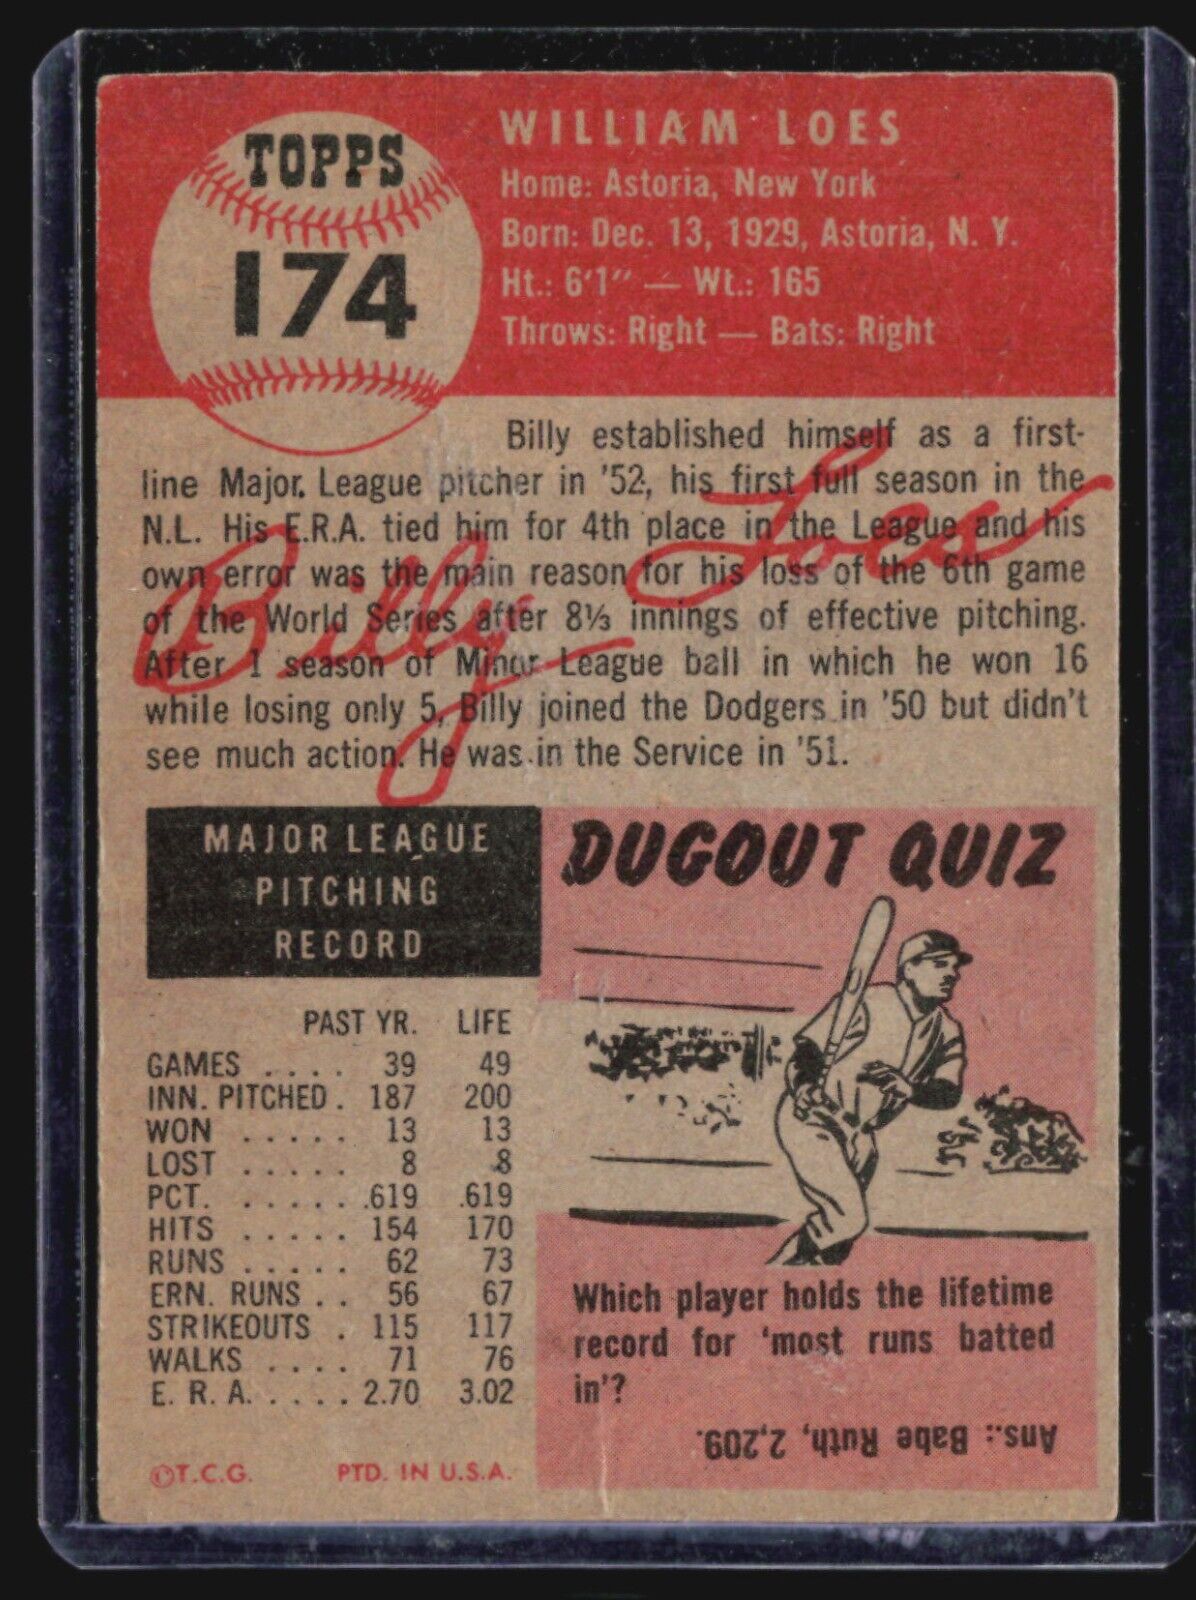 TOPPS
174
WILLIAM LOES
Home: Astoria, New York
Born: Dec. 13, 1929, Astoria, N. Y.
Ht.: 6'1" — Wt.: 165
Throws: Right — Bats: Right
Billy established himself as a first-
line Major League pitcher in '52, his first full season in the
N.L. His E.R.A. tied him for 4th place in the League and his
own error was the main reason for his loss of the 6th game
of the World Series after 8⅓ innings of effective pitching.
After 1 season of Minor League ball in which he won 16
while losing only 5, Billy joined the Dodgers in '50 but didn't
see much action. He was in the Service in '51.
Billy Loes
MAJOR LEAGUE
PITCHING
RECORD
PAST YR. LIFE
GAMES .... 39 49
INN. PITCHED . 187 200
WON ..... 13 13
LOST ..... 8 8
PCT. ..... .619 .619
HITS ..... 154 170
RUNS ..... 62 73
ERN. RUNS .. 56 67
STRIKEOUTS . 115 117
WALKS .... 71 76
E. R. A. .... 2.70 3.02
©T.C.G. PTD. IN U.S.A.
DUGOUT QUIZ
Which player holds the lifetime
record for 'most runs batted
in'?
Ans.: Babe Ruth, 2,209.